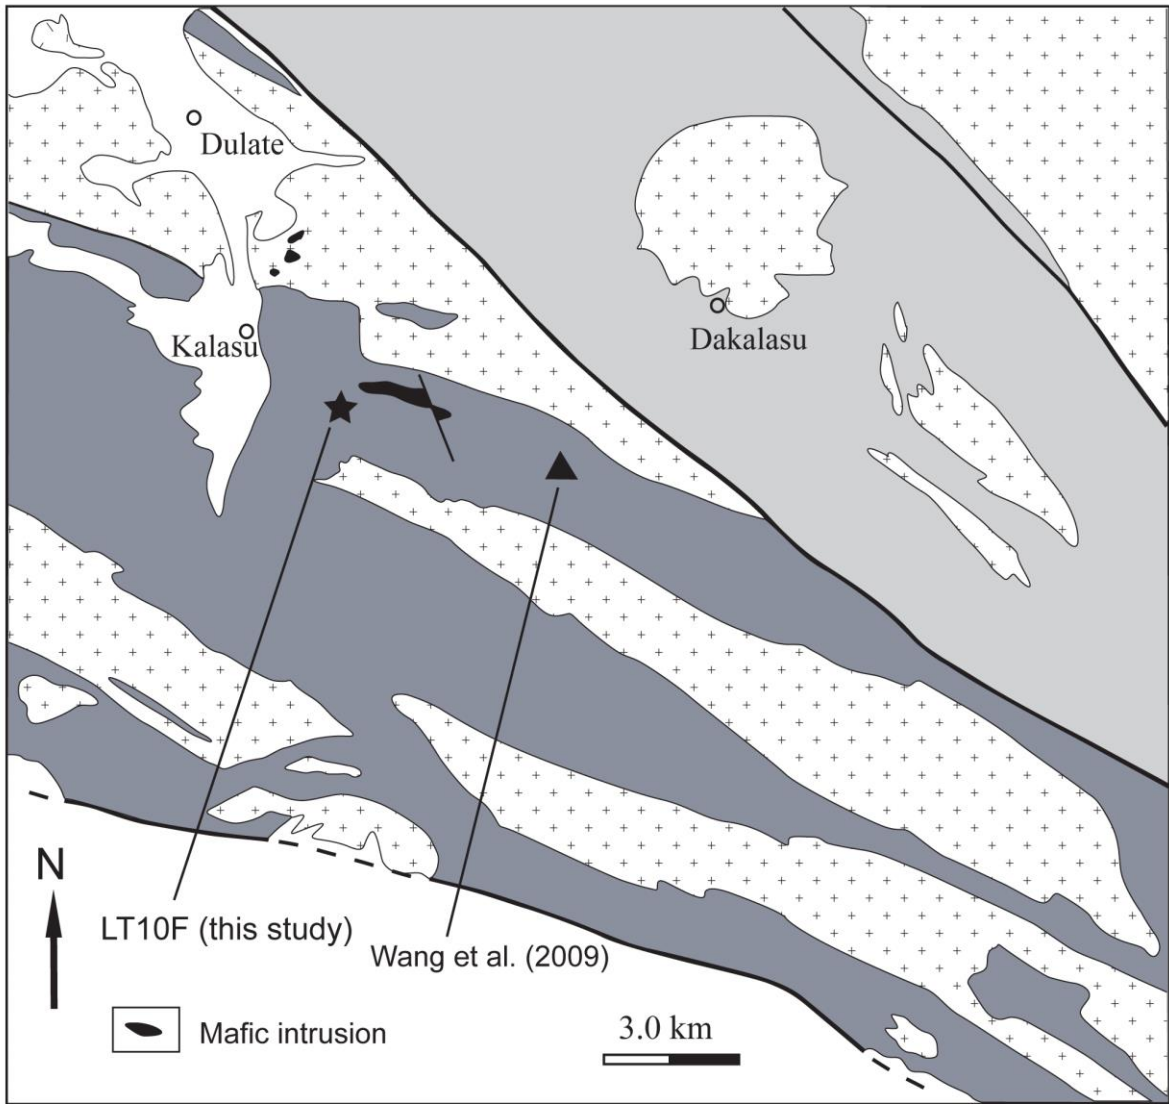 Dulate
Kalasu
Dakalasu
N
LT10F (this study)
Wang et al. (2009)
Mafic intrusion
3.0 km